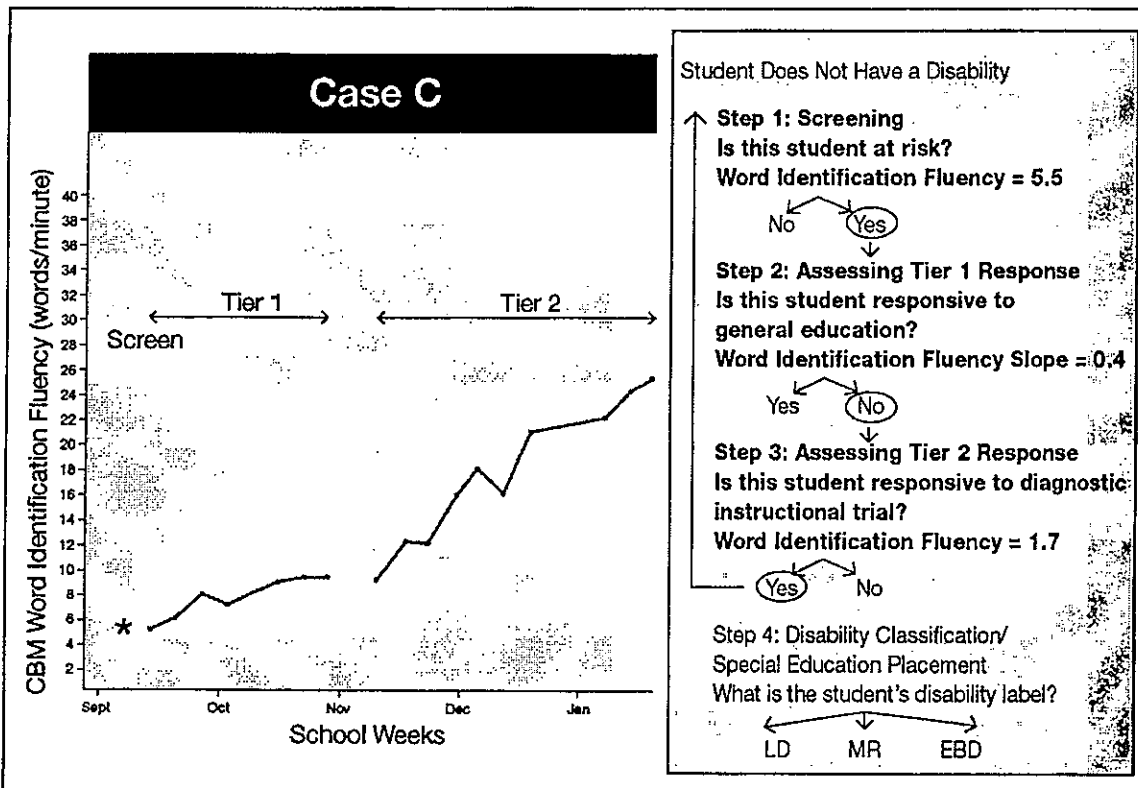 Case C
CBM Word Identification Fluency (words/minute)
40
38
36
34
32
30
28
26
24
22
20
18
16
14
12
10
8
6
4
2
Tier 1
Tier 2
Screen
*
Sept
Oct
Nov
Dec
Jan
School Weeks
Student Does Not Have a Disability
Step 1: Screening
Is this student at risk?
Word Identification Fluency = 5.5
No Yes
Step 2: Assessing Tier 1 Response
Is this student responsive to
general education?
Word Identification Fluency Slope = 0.4
Yes No
Step 3: Assessing Tier 2 Response
Is this student responsive to diagnostic
instructional trial?
Word Identification Fluency = 1.7
Yes No
Step 4: Disability Classification/
Special Education Placement
What is the student's disability label?
LD MR EBD